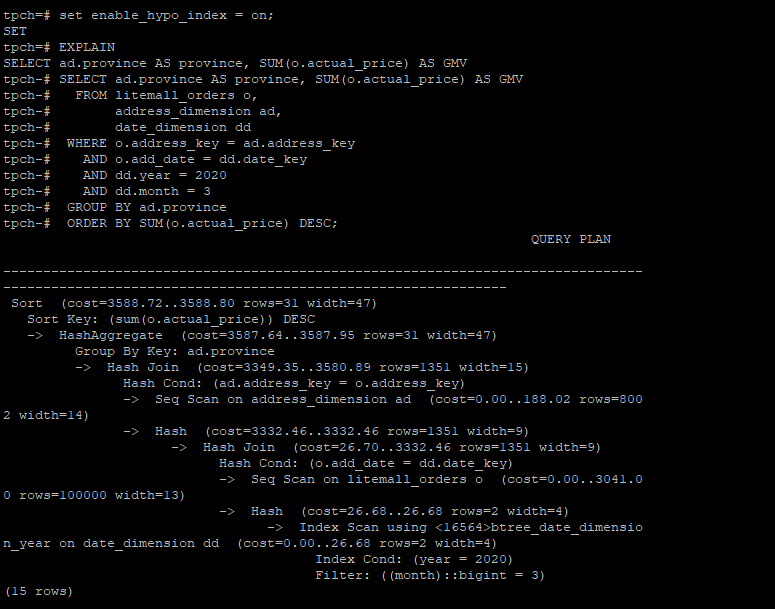 tpch=# set enable_hypo_index = on;
SET
tpch=# EXPLAIN
SELECT ad.province AS province, SUM(o.actual_price) AS GMV
tpch-# SELECT ad.province AS province, SUM(o.actual_price) AS GMV
tpch-#   FROM litemall_orders o,
tpch-#        address_dimension ad,
tpch-#        date_dimension dd
tpch-#  WHERE o.address_key = ad.address_key
tpch-#    AND o.add_date = dd.date_key
tpch-#    AND dd.year = 2020
tpch-#    AND dd.month = 3
tpch-#  GROUP BY ad.province
tpch-#  ORDER BY SUM(o.actual_price) DESC;
                                                                  QUERY PLAN
--------------------------------------------------------------------------------
---------------------------------------------------------------
 Sort  (cost=3588.72..3588.80 rows=31 width=47)
   Sort Key: (sum(o.actual_price)) DESC
   ->  HashAggregate  (cost=3587.64..3587.95 rows=31 width=47)
         Group By Key: ad.province
         ->  Hash Join  (cost=3349.35..3580.89 rows=1351 width=15)
               Hash Cond: (ad.address_key = o.address_key)
               ->  Seq Scan on address_dimension ad  (cost=0.00..188.02 rows=800
2 width=14)
               ->  Hash  (cost=3332.46..3332.46 rows=1351 width=9)
                     ->  Hash Join  (cost=26.70..3332.46 rows=1351 width=9)
                           Hash Cond: (o.add_date = dd.date_key)
                           ->  Seq Scan on litemall_orders o  (cost=0.00..3041.0
0 rows=100000 width=13)
                           ->  Hash  (cost=26.68..26.68 rows=2 width=4)
                                 ->  Index Scan using <16564>btree_date_dimensio
n_year on date_dimension dd  (cost=0.00..26.68 rows=2 width=4)
                                       Index Cond: (year = 2020)
                                       Filter: ((month)::bigint = 3)
(15 rows)